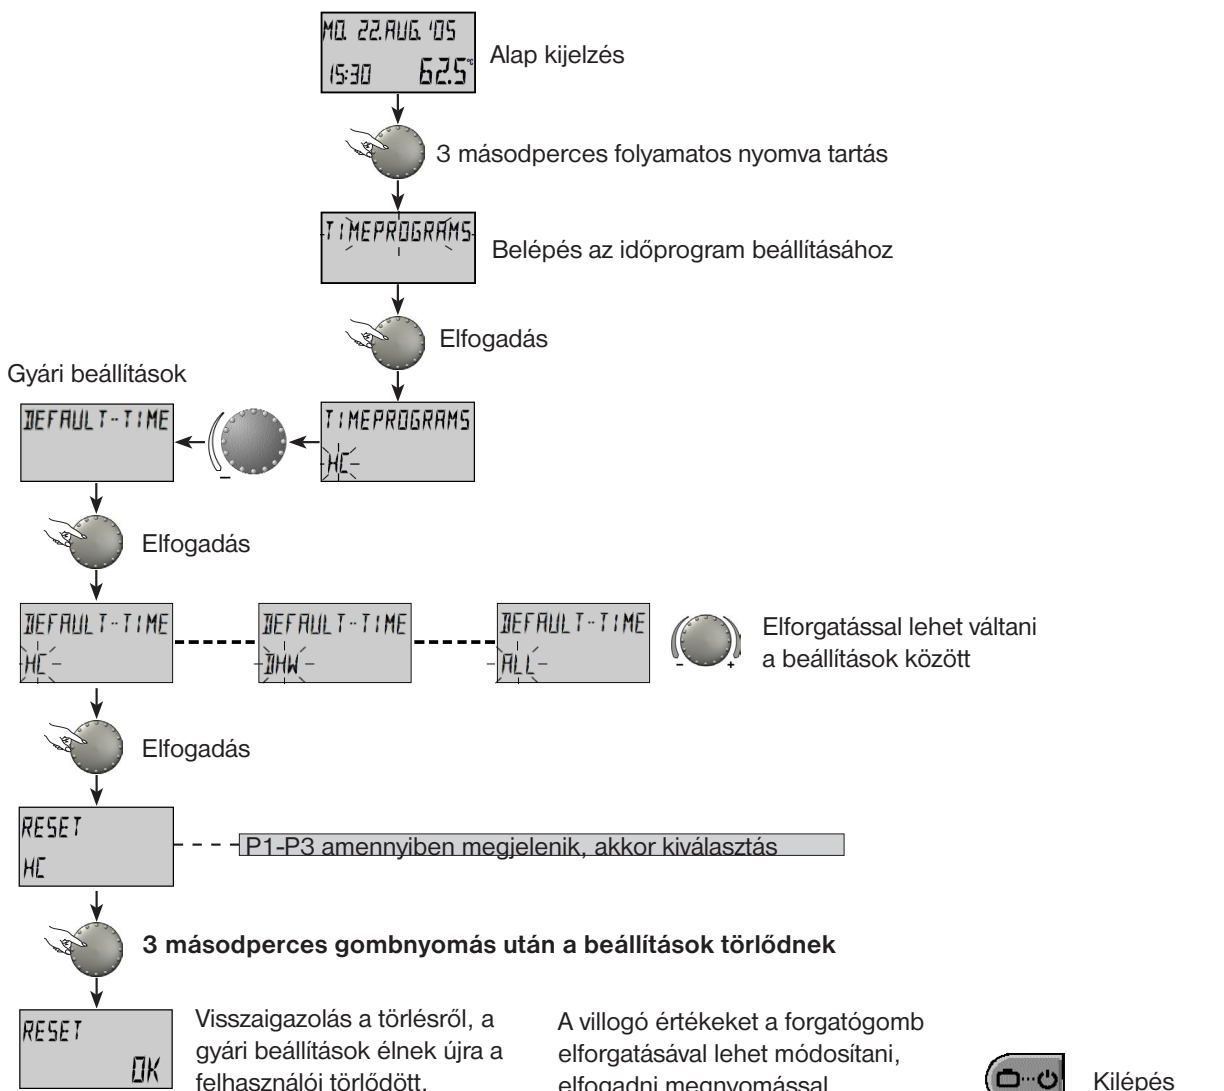 MO. 22.AUG. '05
15:30 62.5°C
Alap kijelzés
3 másodperces folyamatos nyomva tartás
TIMEPROGRAMS
Belépés az időprogram beállításához
Elfogadás
Gyári beállítások
DEFAULT-TIME
TIMEPROGRAMS
HC
−
Elfogadás
DEFAULT-TIME
HC
DEFAULT-TIME
DHW
DEFAULT-TIME
ALL
− +
Elforgatással lehet váltani
a beállítások között
Elfogadás
RESET
HC
P1-P3 amennyiben megjelenik, akkor kiválasztás
3 másodperces gombnyomás után a beállítások törlődnek
RESET
OK
Visszaigazolás a törlésről, a
gyári beállítások élnek újra a
felhasználói törlődött.
A villogó értékeket a forgatógomb
elforgatásával lehet módosítani,
elfogadni megnyomással
Kilépés